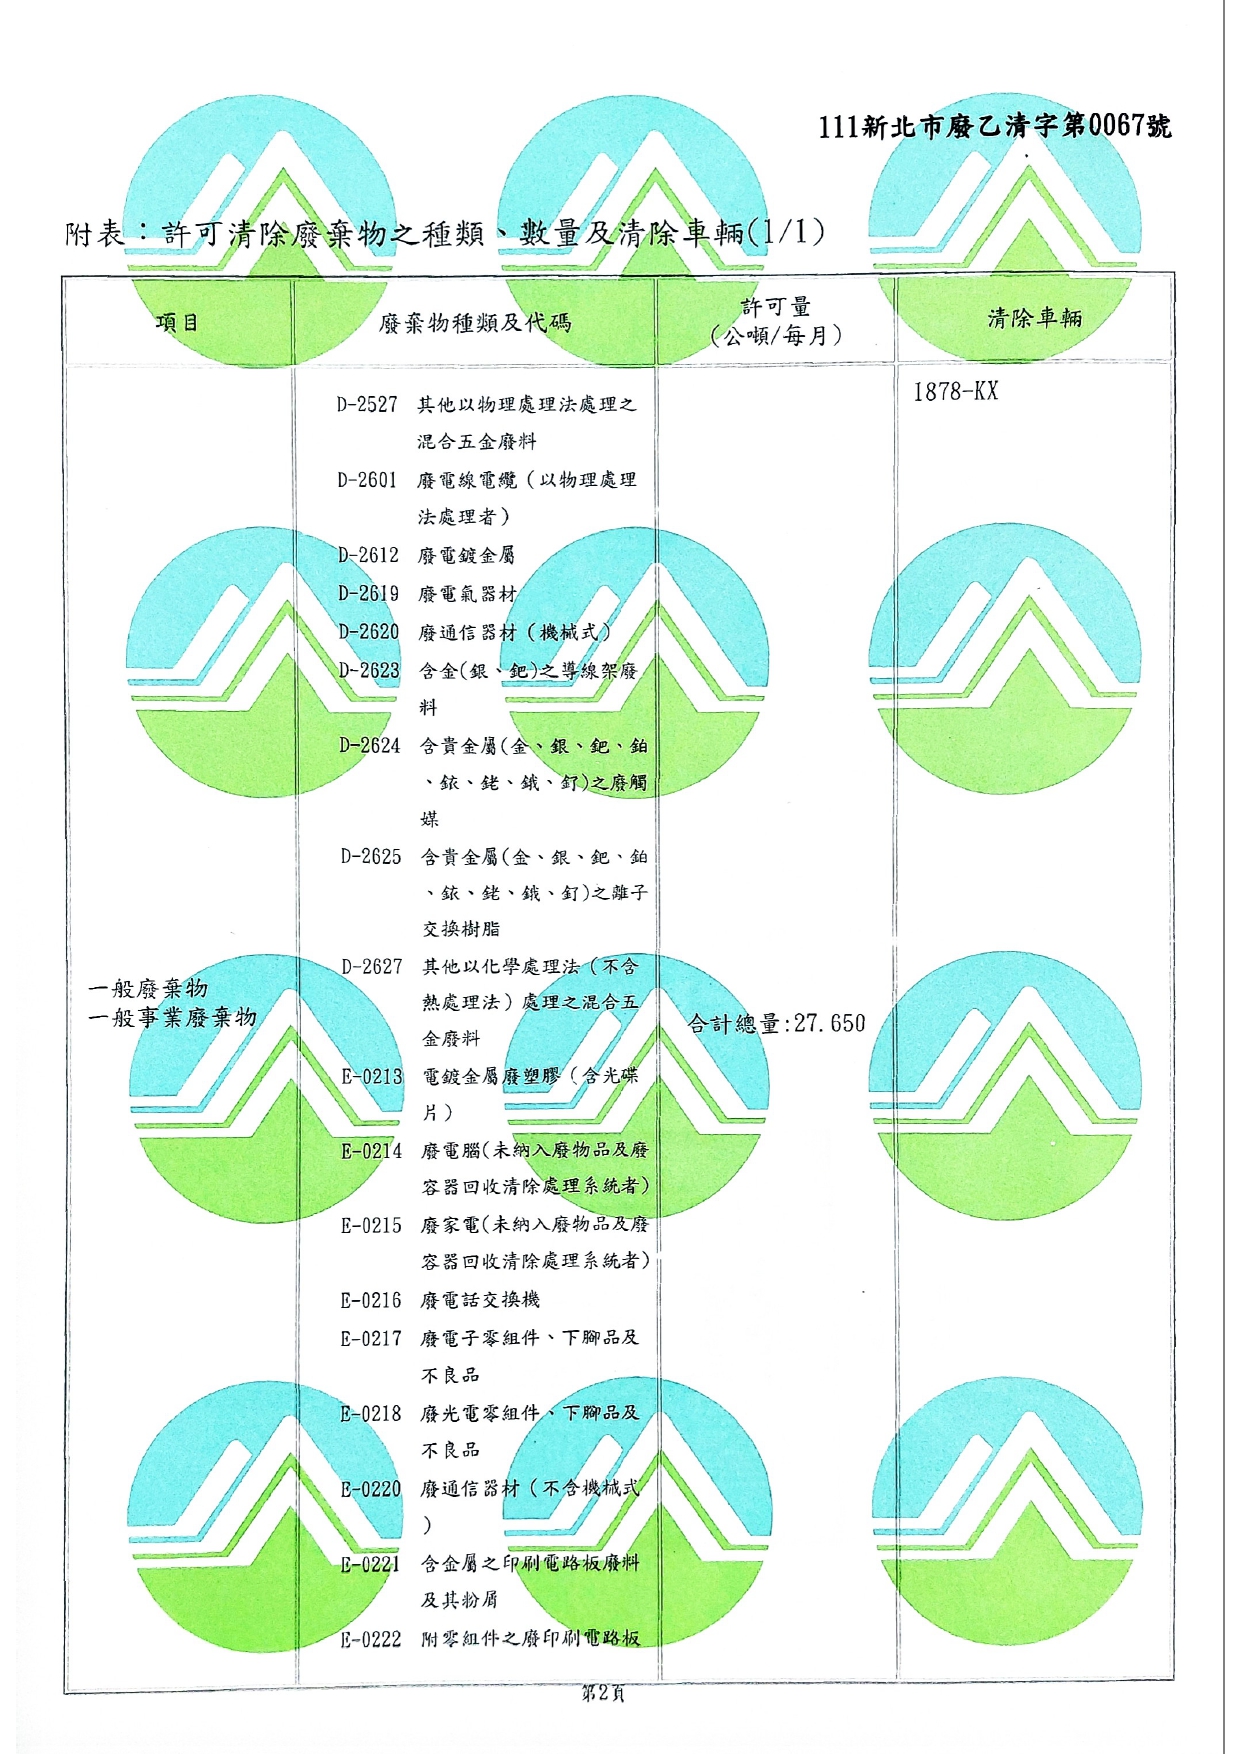 111新北市廢乙清字第0067號
附表：許可清除廢棄物之種類、數量及清除車輛(1/1)
項目
廢棄物種類及代碼
許可量
（公噸/每月）
清除車輛
1878-KX
D-2527 其他以物理處理法處理之
混合五金廢料
D-2601 廢電線電纜（以物理處理
法處理者）
D-2612 廢電鍍金屬
D-2619 廢電氣器材
D-2620 廢通信器材（機械式）
D-2623 含金(銀、鈀)之導線架廢
料
D-2624 含貴金屬(金、銀、鈀、鉑
、銥、銠、鋨、釕)之廢觸
媒
D-2625 含貴金屬(金、銀、鈀、鉑
、銥、銠、鋨、釕)之離子
交換樹脂
D-2627 其他以化學處理法（不含
熱處理法）處理之混合五
金廢料
一般廢棄物
一般事業廢棄物
合計總量:27.650
E-0213 電鍍金屬廢塑膠（含光碟
片）
E-0214 廢電腦(未納入廢物品及廢
容器回收清除處理系統者)
E-0215 廢家電(未納入廢物品及廢
容器回收清除處理系統者)
E-0216 廢電話交換機
E-0217 廢電子零組件、下腳品及
不良品
E-0218 廢光電零組件、下腳品及
不良品
E-0220 廢通信器材（不含機械式
）
E-0221 含金屬之印刷電路板廢料
及其粉屑
E-0222 附零組件之廢印刷電路板
第2頁